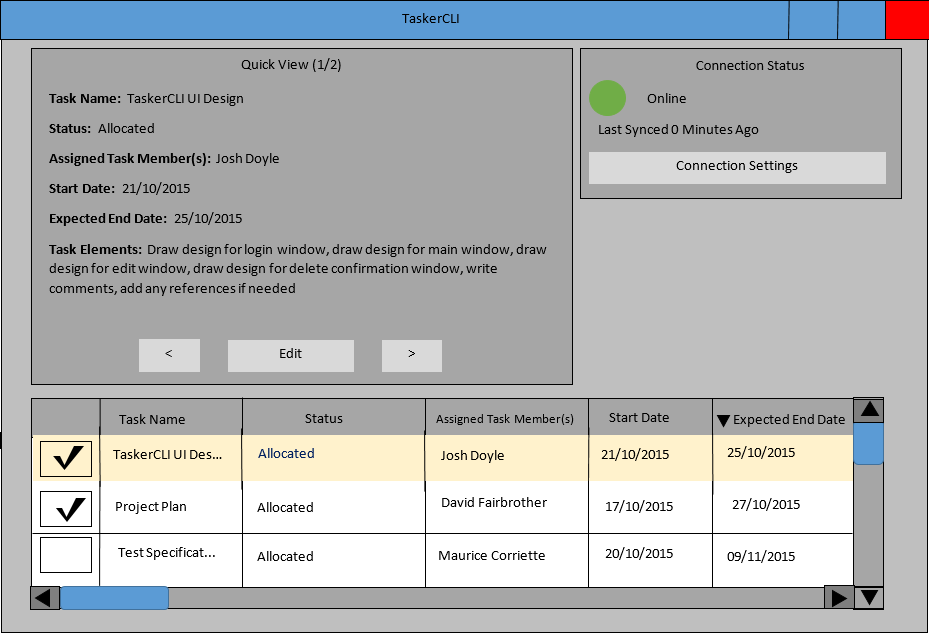 TaskerCLI
Quick View (1/2)
Task Name: TaskerCLI UI Design
Status: Allocated
Assigned Task Member(s): Josh Doyle
Start Date: 21/10/2015
Expected End Date: 25/10/2015
Task Elements: Draw design for login window, draw design for main window, draw
design for edit window, draw design for delete confirmation window, write
comments, add any references if needed
< Edit >
Connection Status
Online
Last Synced 0 Minutes Ago
Connection Settings
Task Name Status Assigned Task Member(s) Start Date ▼ Expected End Date
TaskerCLI UI Des... Allocated Josh Doyle 21/10/2015 25/10/2015
Project Plan Allocated David Fairbrother 17/10/2015 27/10/2015
Test Specificat... Allocated Maurice Corriette 20/10/2015 09/11/2015